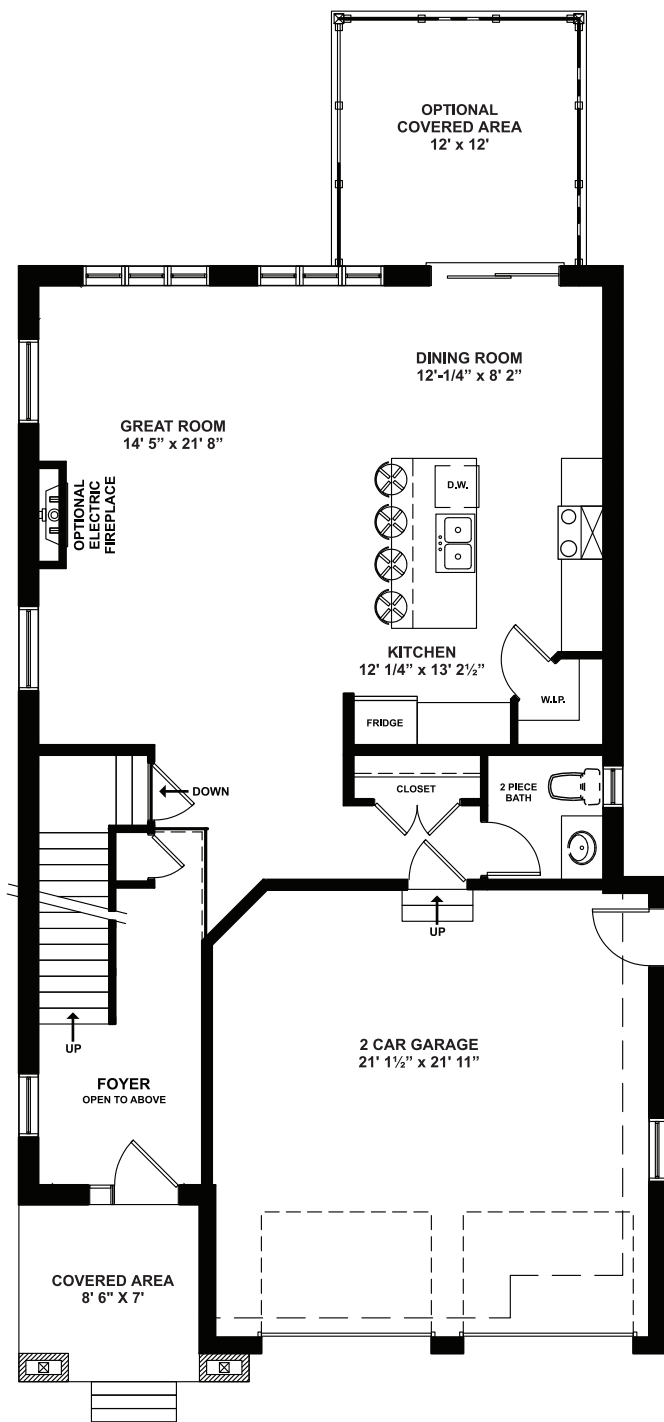 OPTIONAL
COVERED AREA
12' x 12'
DINING ROOM
12'-1/4” x 8' 2”
GREAT ROOM
14' 5” x 21' 8”
OPTIONAL
ELECTRIC
FIREPLACE
D.W.
KITCHEN
12' 1/4” x 13' 2½”
W.I.P.
FRIDGE
DOWN
CLOSET
2 PIECE
BATH
UP
UP
2 CAR GARAGE
21' 1½” x 21' 11”
FOYER
OPEN TO ABOVE
COVERED AREA
8' 6" X 7'